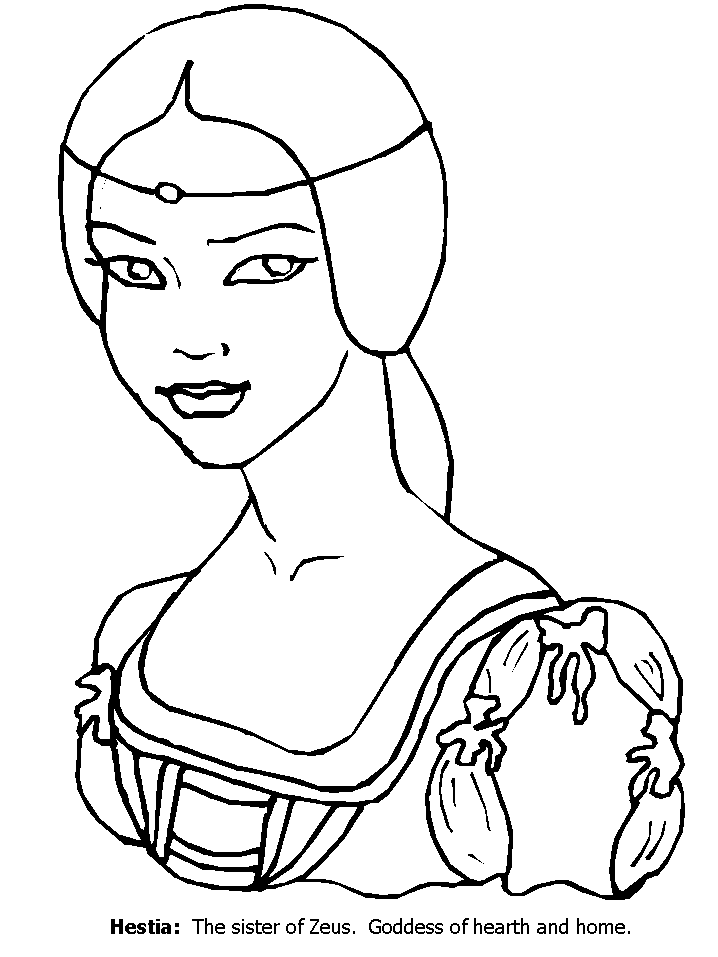 Hestia: The sister of Zeus. Goddess of hearth and home.